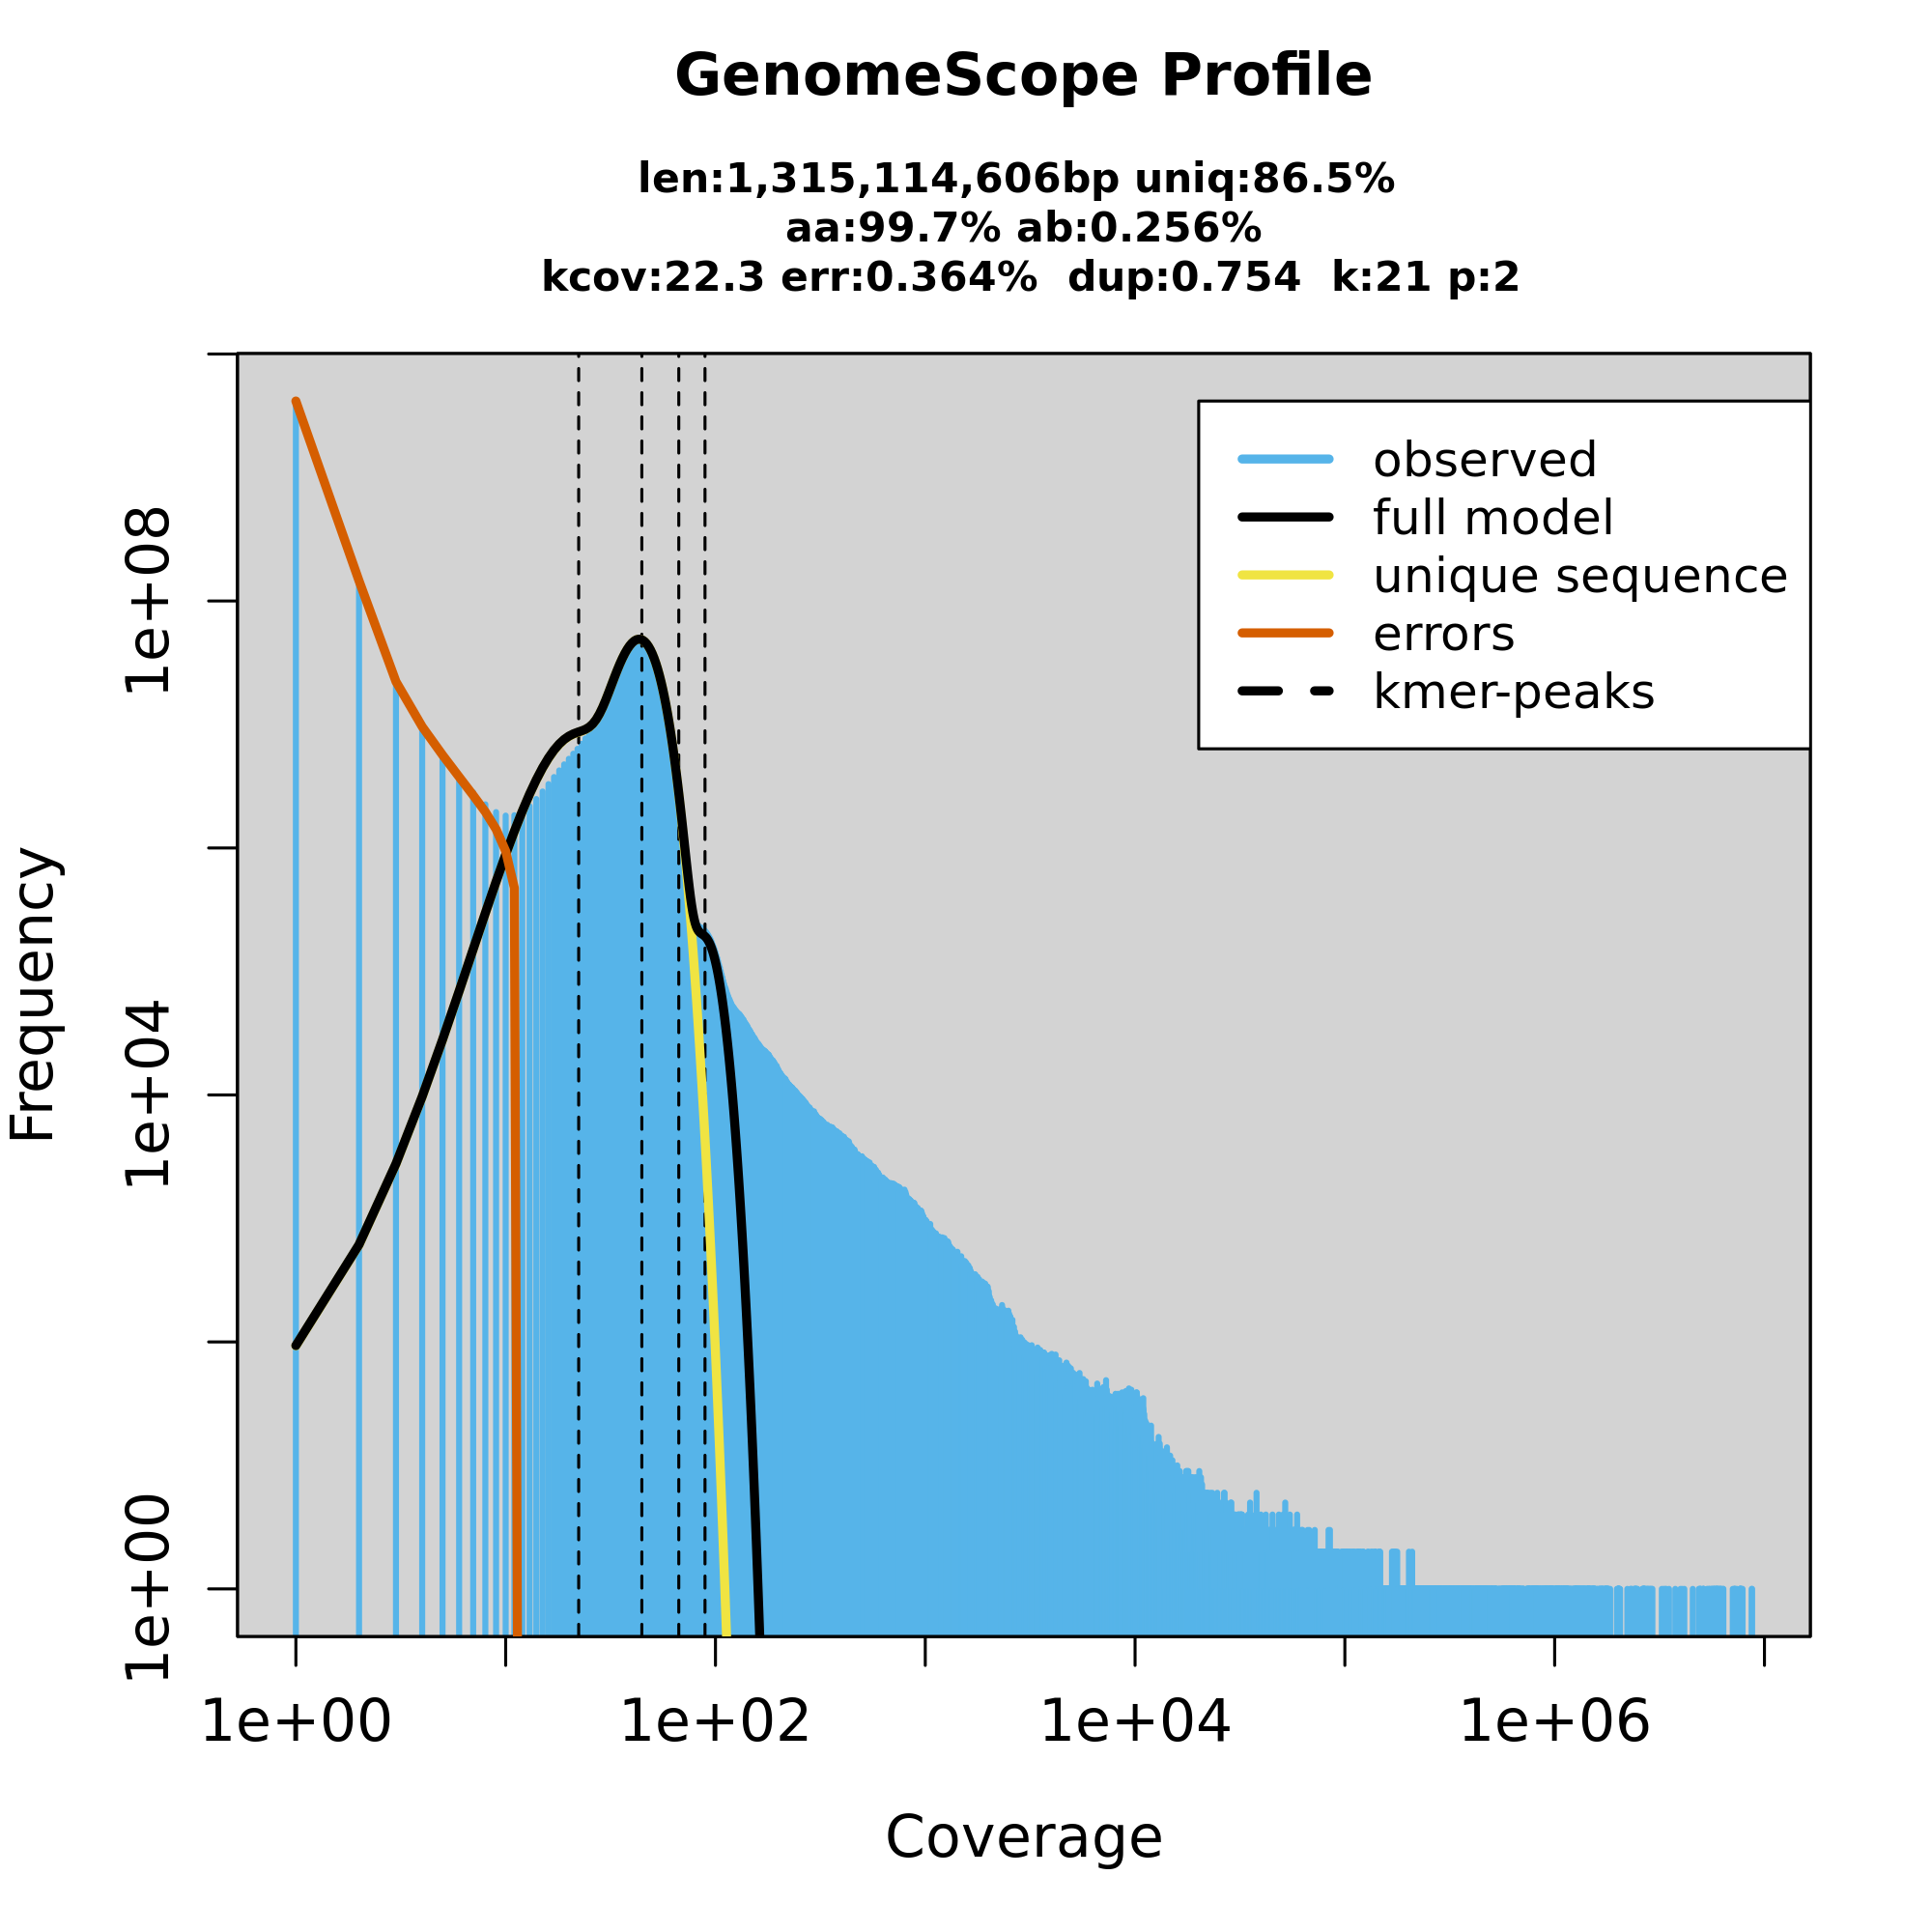 GenomeScope Profile
len:1,315,114,606bp uniq:86.5%
aa:99.7% ab:0.256%
kcov:22.3 err:0.364%  dup:0.754  k:21 p:2
observed
full model
unique sequence
errors
kmer-peaks
Frequency
1e+08
1e+04
1e+00
1e+00
1e+02
1e+04
1e+06
Coverage